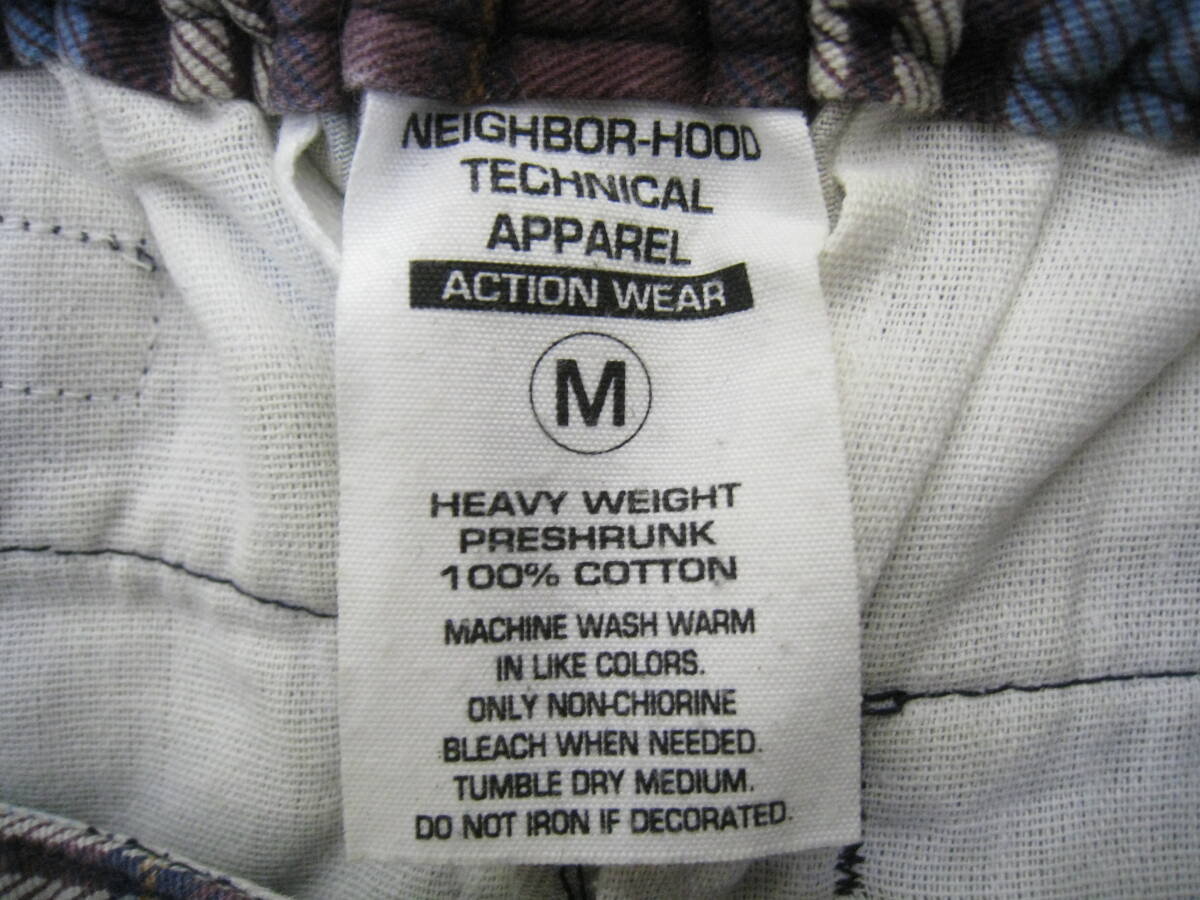 NEIGHBOR-HOOD
TECHNICAL
APPAREL
ACTION WEAR
M
HEAVY WEIGHT
PRESHRUNK
100% COTTON
MACHINE WASH WARM
IN LIKE COLORS.
ONLY NON-CHIORINE
BLEACH WHEN NEEDED.
TUMBLE DRY MEDIUM.
DO NOT IRON IF DECORATED.